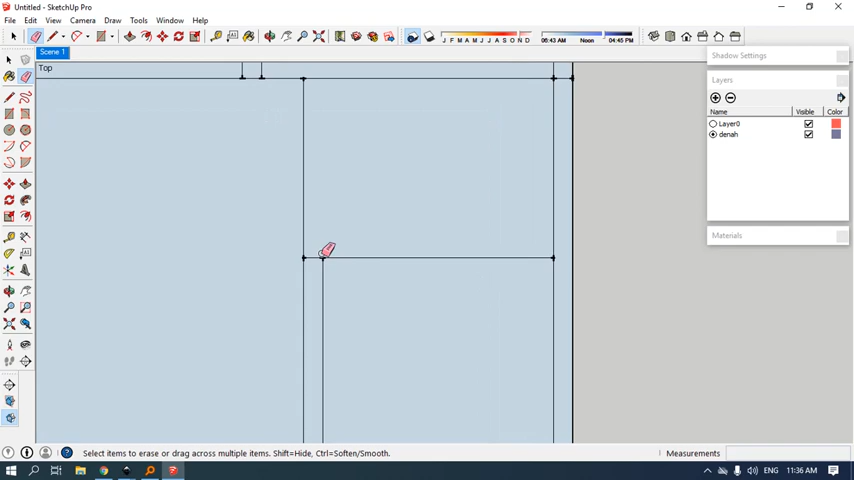 Untitled - SketchUp Pro
File Edit View Camera Draw Tools Window Help
J F M A M J J A S O N D
06:43 AM Noon 04:45 PM
Scene 1
Top
Shadow Settings
Layers
Name Visible Color
Layer0
denah
Materials
Select items to erase or drag across multiple items. Shift=Hide, Ctrl=Soften/Smooth.
Measurements
ENG 11:36 AM